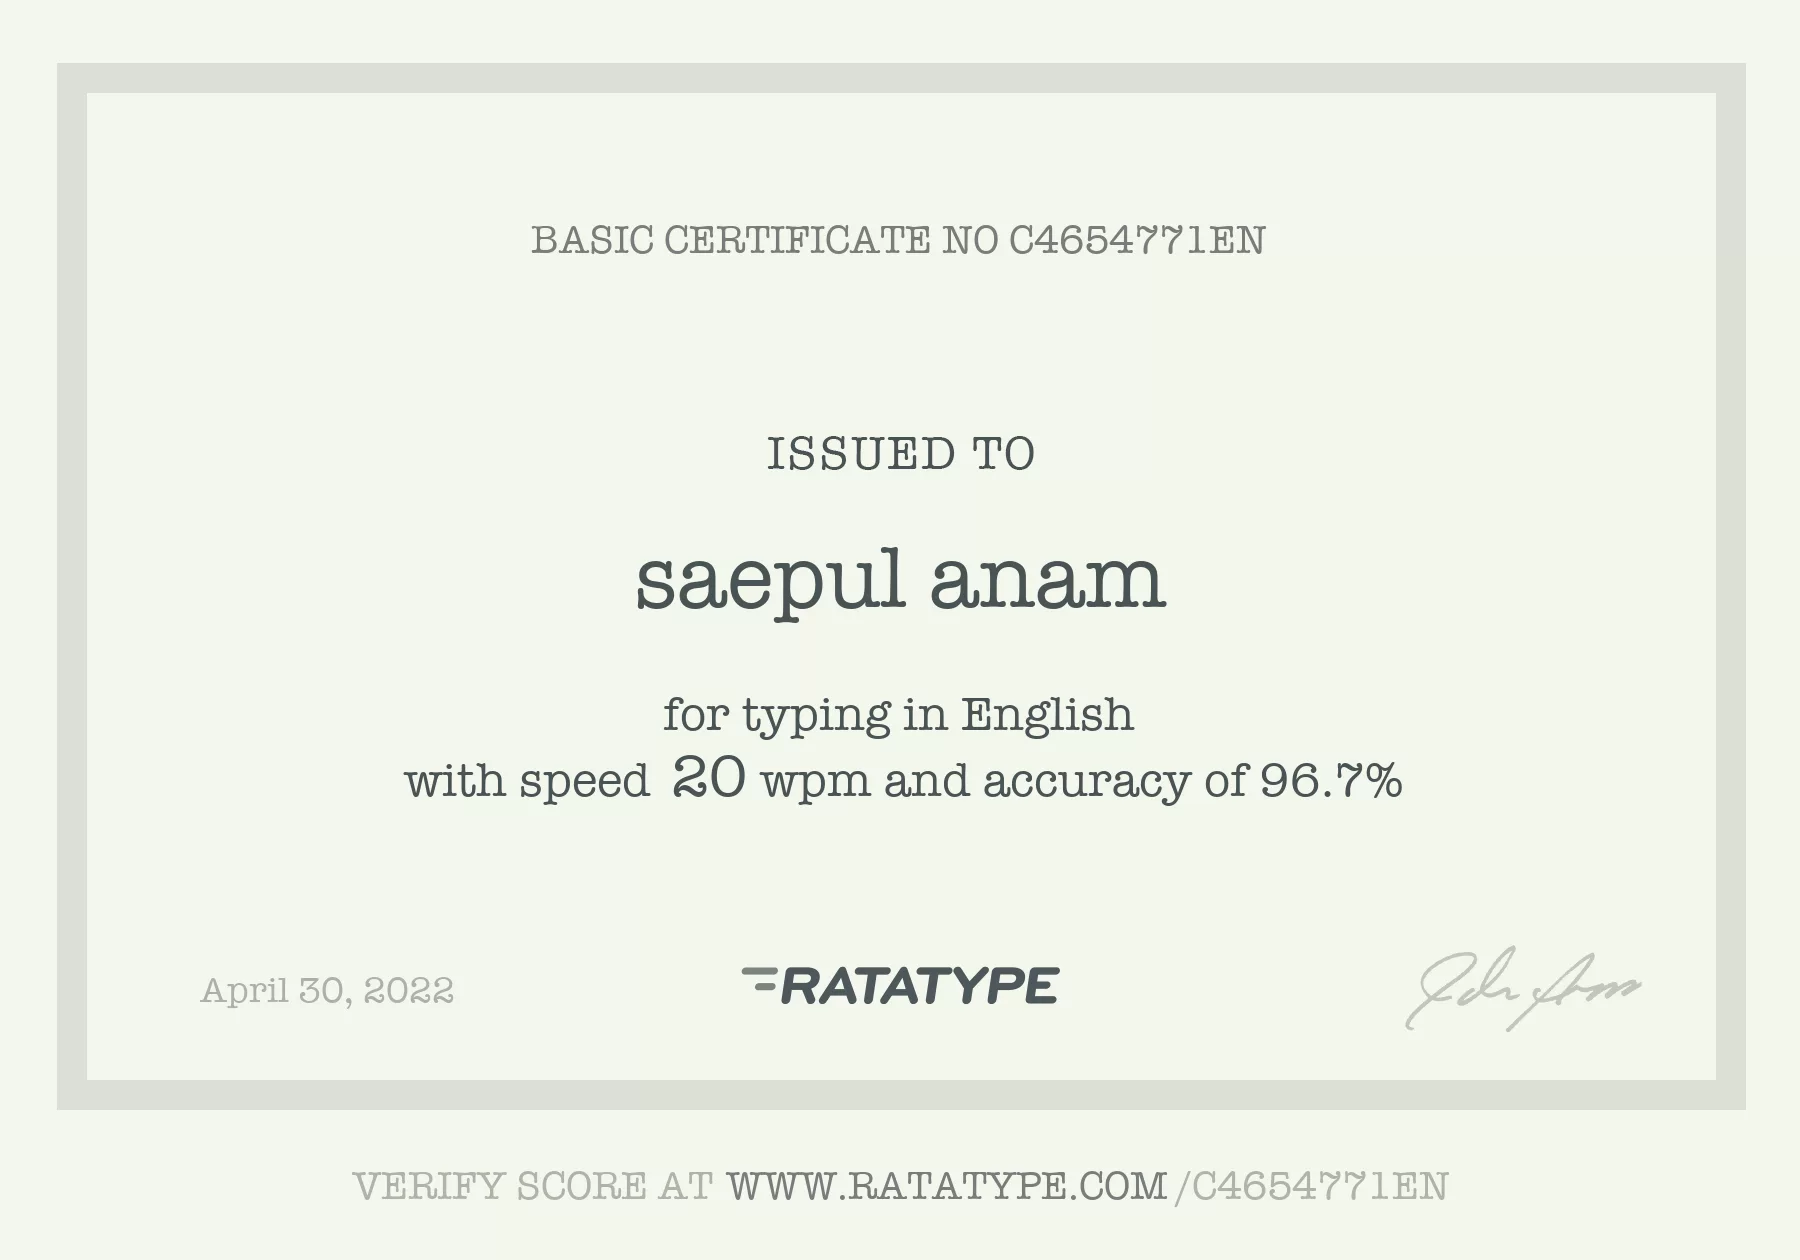 BASIC CERTIFICATE NO C4654771EN
ISSUED TO
saepul anam
for typing in English
with speed 20 wpm and accuracy of 96.7%
April 30, 2022
RATATYPE
VERIFY SCORE AT WWW.RATATYPE.COM/C4654771EN